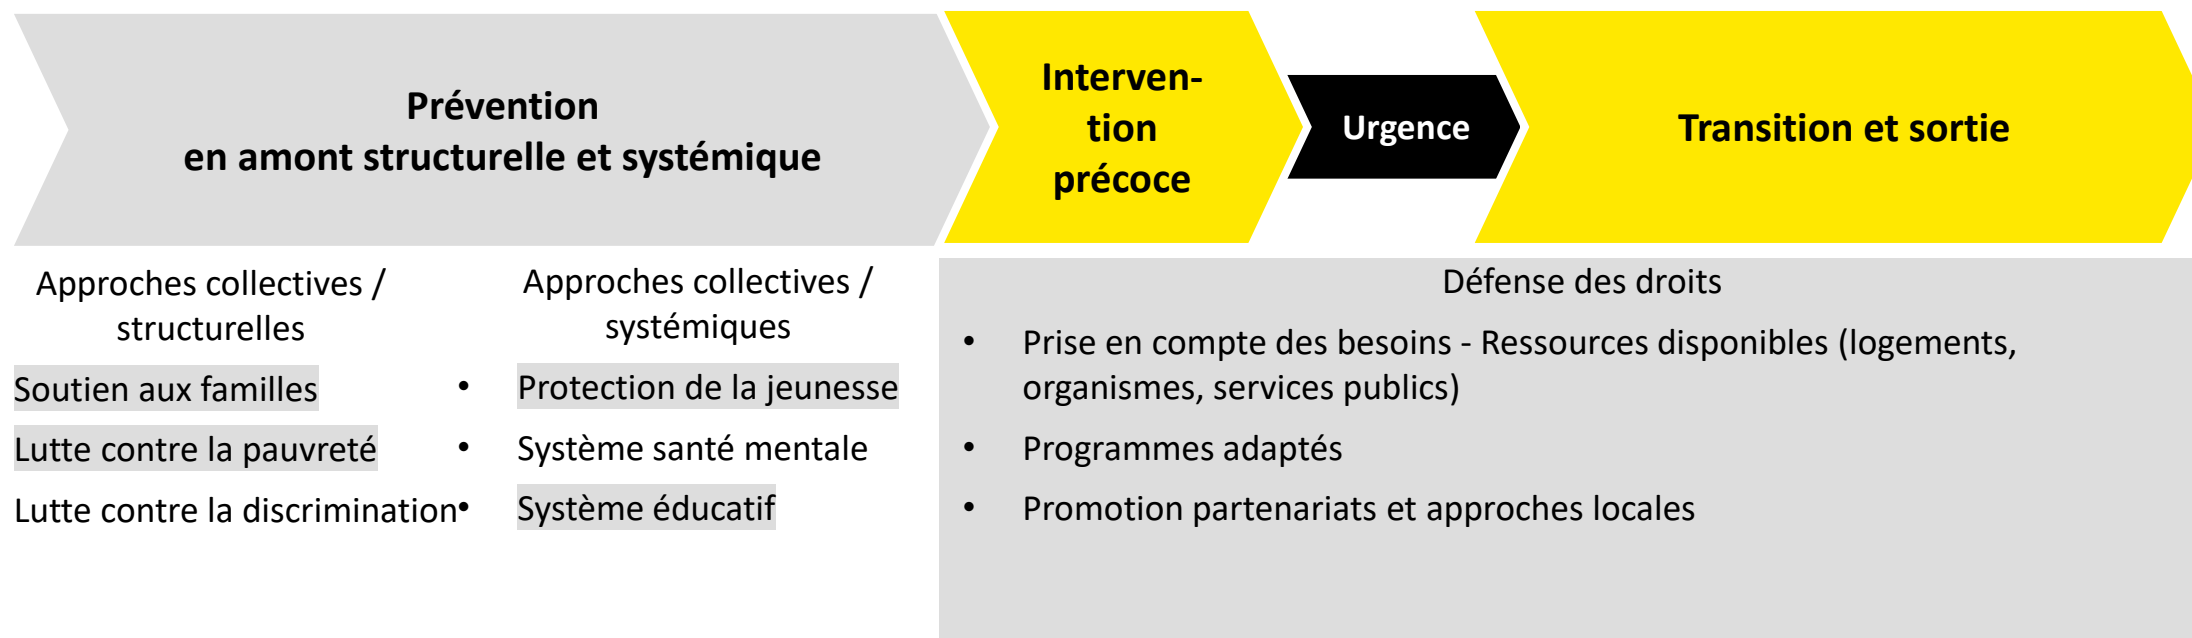 Prévention
en amont structurelle et systémique
Interven-
tion
précoce
Urgence
Transition et sortie
Approches collectives /
structurelles
Soutien aux familles
Lutte contre la pauvreté
Lutte contre la discrimination
Approches collectives /
systémiques
• Protection de la jeunesse
• Système santé mentale
• Système éducatif
Défense des droits
• Prise en compte des besoins - Ressources disponibles (logements,
organismes, services publics)
• Programmes adaptés
• Promotion partenariats et approches locales